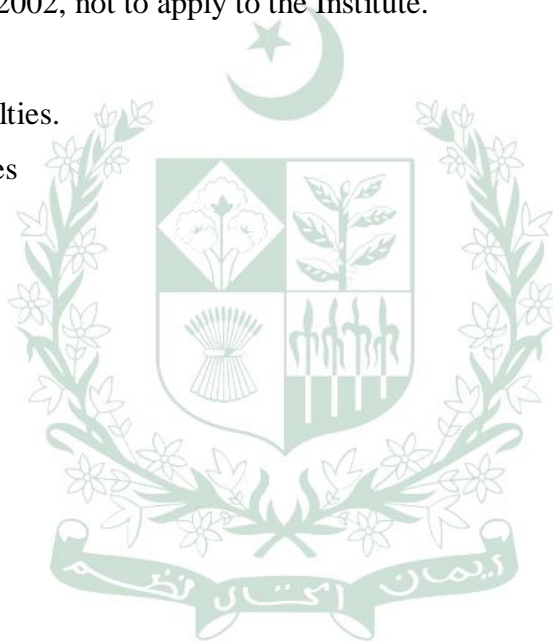 2002, not to apply to the Institute.
lties.
es
ایمان اتحاد نظم